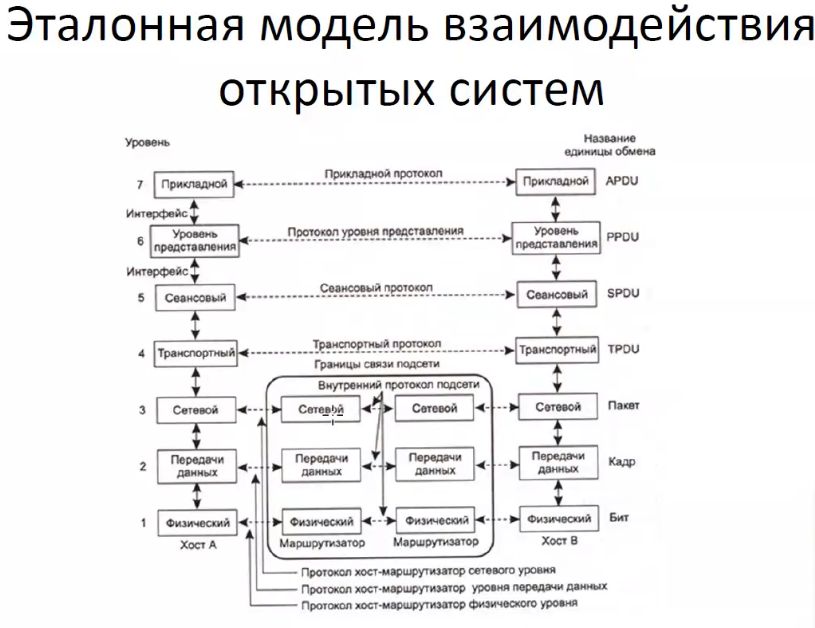 Эталонная модель взаимодействия
открытых систем
Уровень
Название
единицы обмена
7
Прикладной
Прикладной протокол
Прикладной
APDU
Интерфейс
6
Уровень
представления
Протокол уровня представления
Уровень
представления
PPDU
Интерфейс
5
Сеансовый
Сеансовый протокол
Сеансовый
SPDU
4
Транспортный
Транспортный протокол
Транспортный
TPDU
Границы связи подсети
Внутренний протокол подсети
3
Сетевой
Сетевой
Сетевой
Сетевой
Пакет
2
Передачи
данных
Передачи
данных
Передачи
данных
Передачи
данных
Кадр
1
Физический
Физический
Физический
Физический
Бит
Хост А
Маршрутизатор
Маршрутизатор
Хост В
Протокол хост-маршрутизатор сетевого уровня
Протокол хост-маршрутизатор уровня передачи данных
Протокол хост-маршрутизатор физического уровня